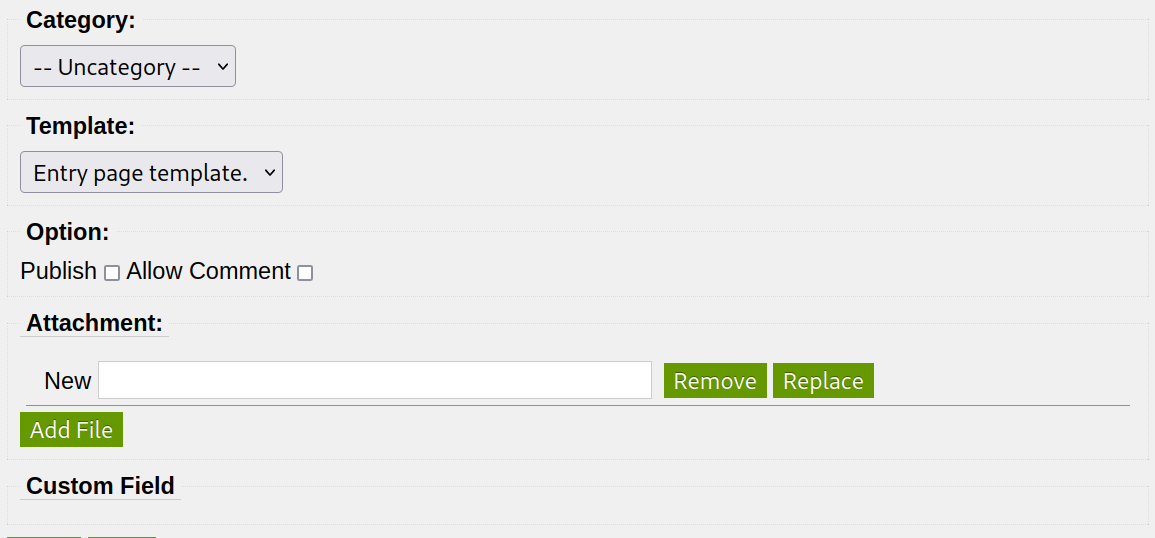 Category:
-- Uncategory --
Template:
Entry page template.
Option:
Publish Allow Comment
Attachment:
New Remove Replace
Add File
Custom Field